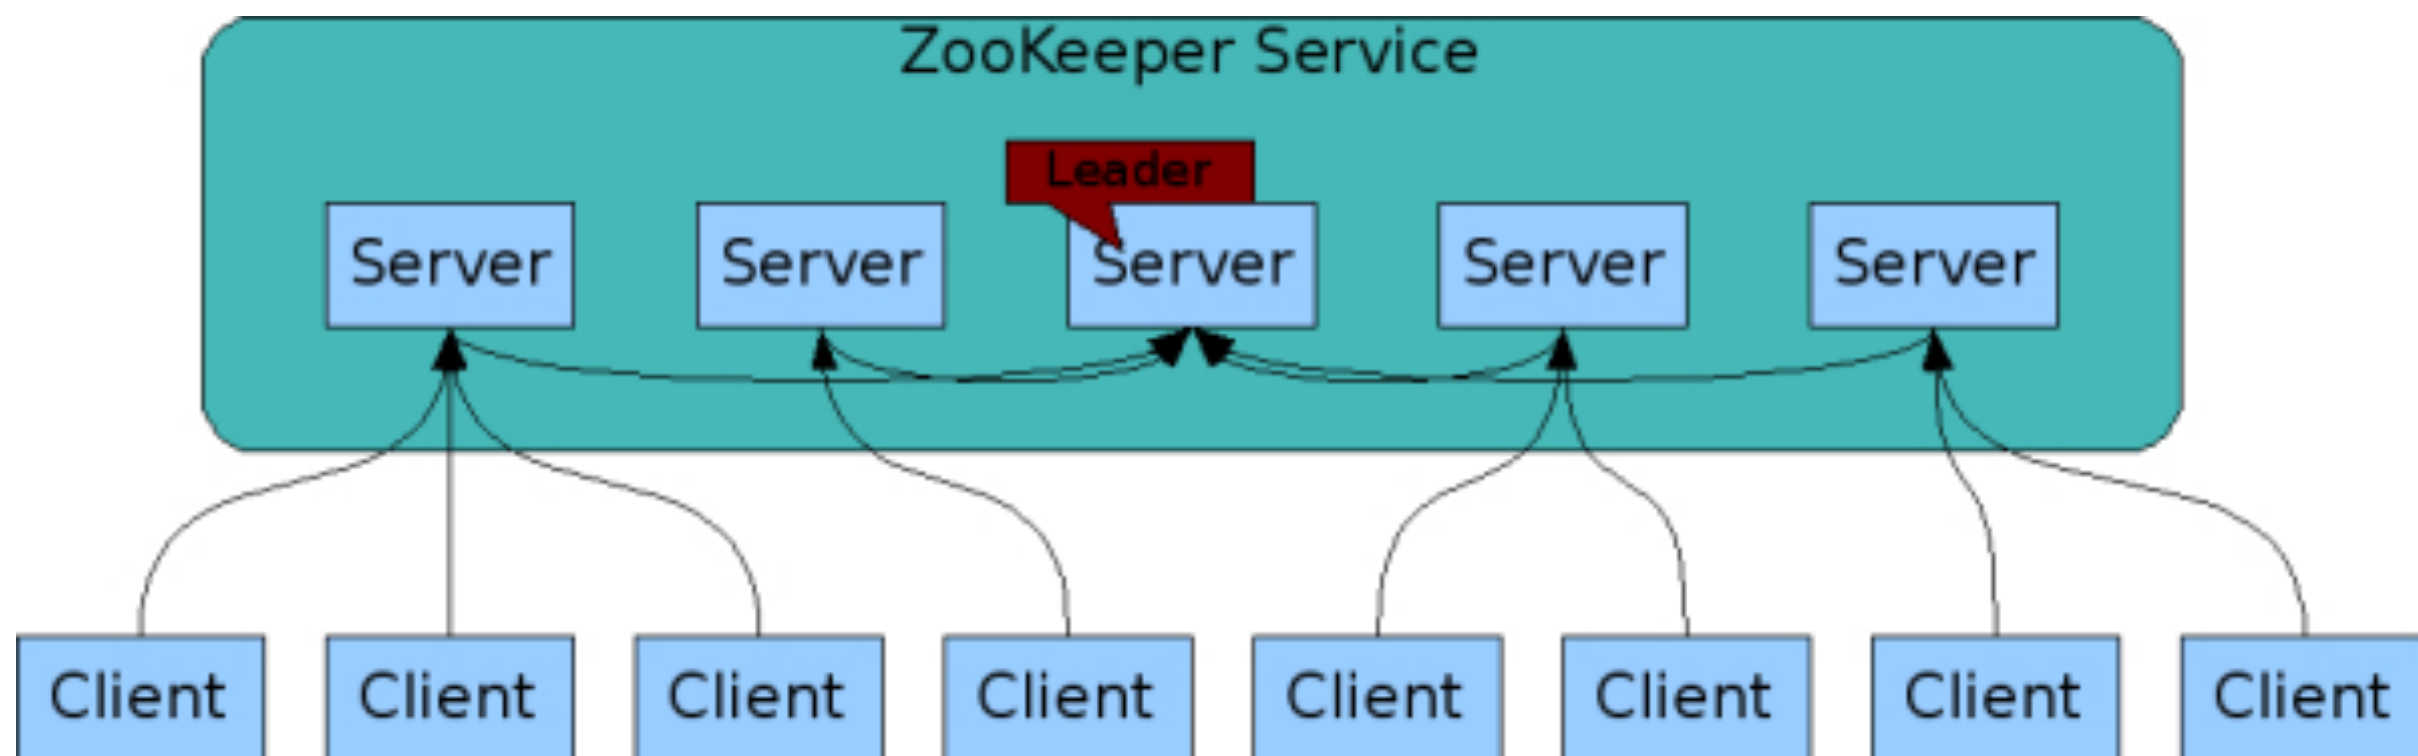 ZooKeeper Service
Leader
Server Server Server Server Server
Client Client Client Client Client Client Client Client